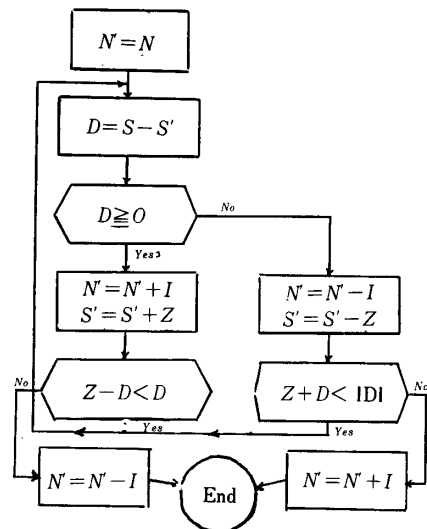 N′=N
D=S−S′
D≧O
No
Yes
N′=N′+I
S′=S′+Z
N′=N′−I
S′=S′−Z
No
Z−D<D
Z+D<|D|
No
Yes
Yes
N′=N′−I
End
N′=N′+I